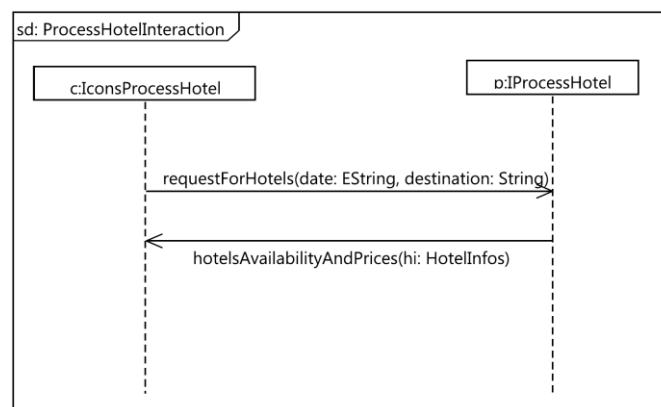 sd: ProcessHotelInteraction
c:IconsProcessHotel
p:IProcessHotel
requestForHotels(date: EString, destination: String)
hotelsAvailabilityAndPrices(hi: HotelInfos)